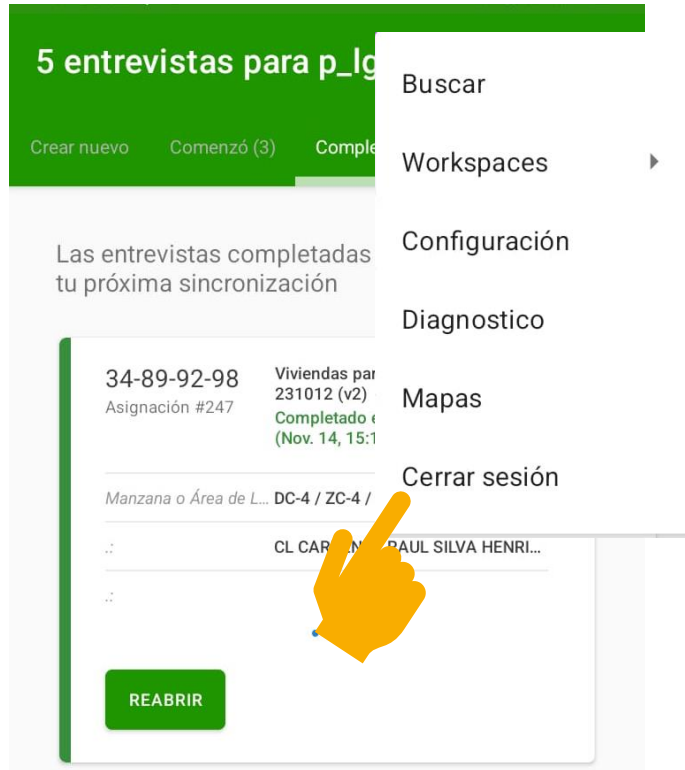 5 entrevistas para p_lg
Crear nuevo Comenzó (3) Comple
Las entrevistas completadas
tu próxima sincronización
34-89-92-98
Asignación #247
Viviendas par
231012 (v2)
Completado e
(Nov. 14, 15:1
Manzana o Área de L... DC-4 / ZC-4 /
.: CL CAR RAUL SILVA HENRI...
.:
REABRIR
Buscar
Workspaces
Configuración
Diagnostico
Mapas
Cerrar sesión